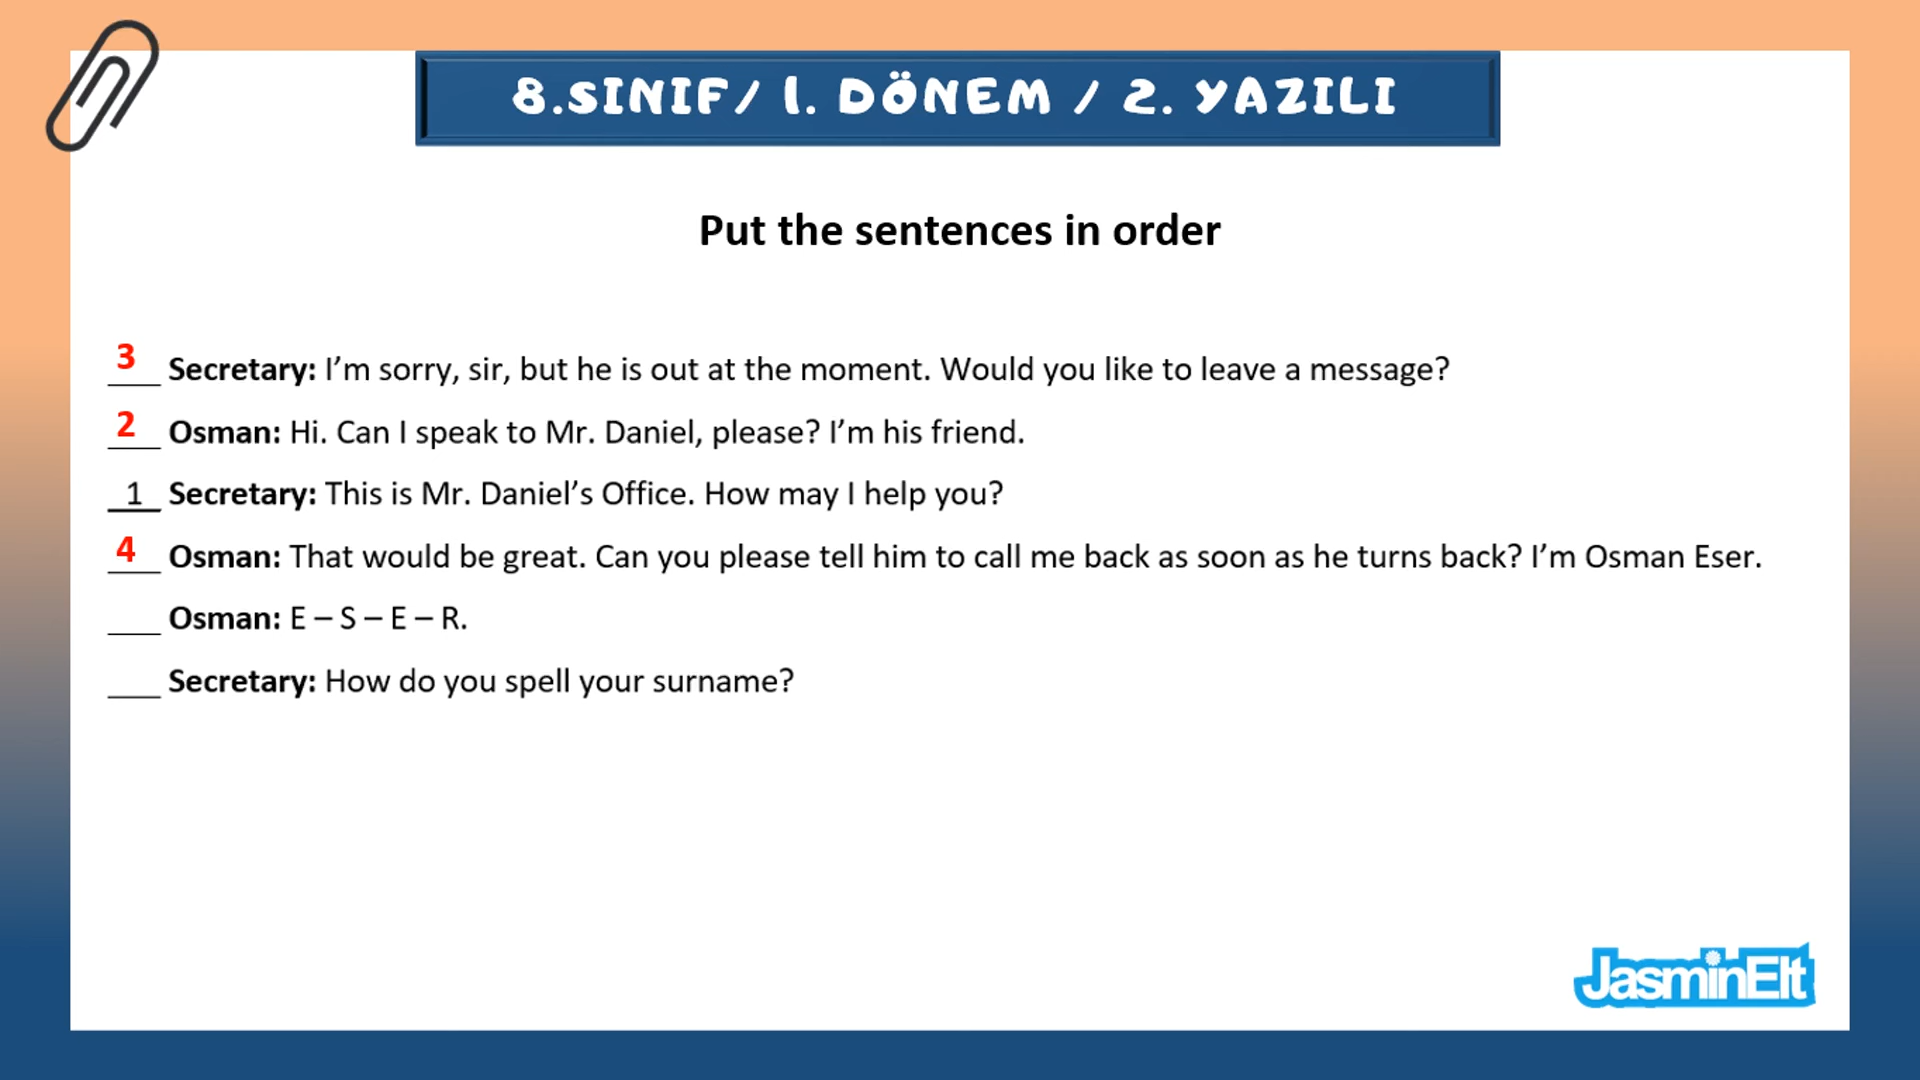 8.SINIF/ 1. DÖNEM / 2. YAZILI
Put the sentences in order
3 Secretary: I’m sorry, sir, but he is out at the moment. Would you like to leave a message?
2 Osman: Hi. Can I speak to Mr. Daniel, please? I’m his friend.
1 Secretary: This is Mr. Daniel’s Office. How may I help you?
4 Osman: That would be great. Can you please tell him to call me back as soon as he turns back? I’m Osman Eser.
___ Osman: E – S – E – R.
___ Secretary: How do you spell your surname?
JasminElt